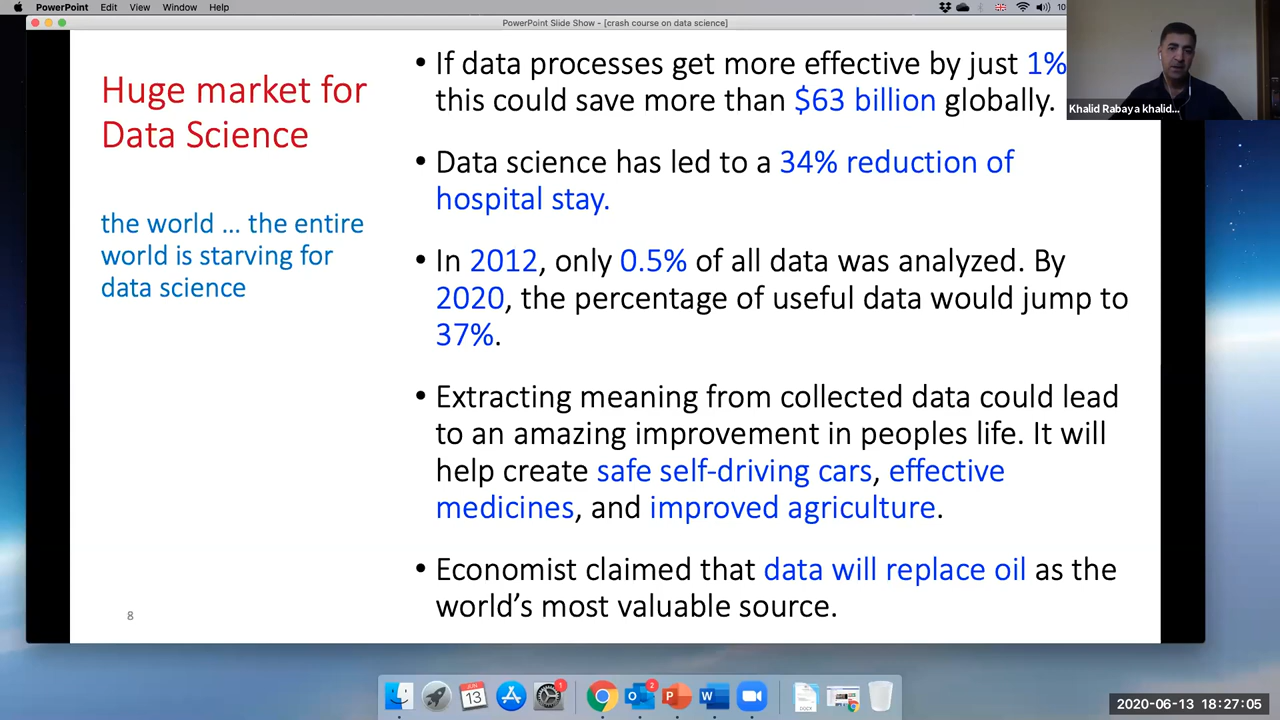 PowerPoint Edit View Window Help
10
PowerPoint Slide Show - [crash course on data science]
Khalid Rabaya khalid...
Huge market for
Data Science
the world ... the entire
world is starving for
data science
• If data processes get more effective by just 1%
this could save more than $63 billion globally.
• Data science has led to a 34% reduction of
hospital stay.
• In 2012, only 0.5% of all data was analyzed. By
2020, the percentage of useful data would jump to
37%.
• Extracting meaning from collected data could lead
to an amazing improvement in peoples life. It will
help create safe self-driving cars, effective
medicines, and improved agriculture.
• Economist claimed that data will replace oil as the
world's most valuable source.
8
JUN
13
1
2
2020-06-13 18:27:05